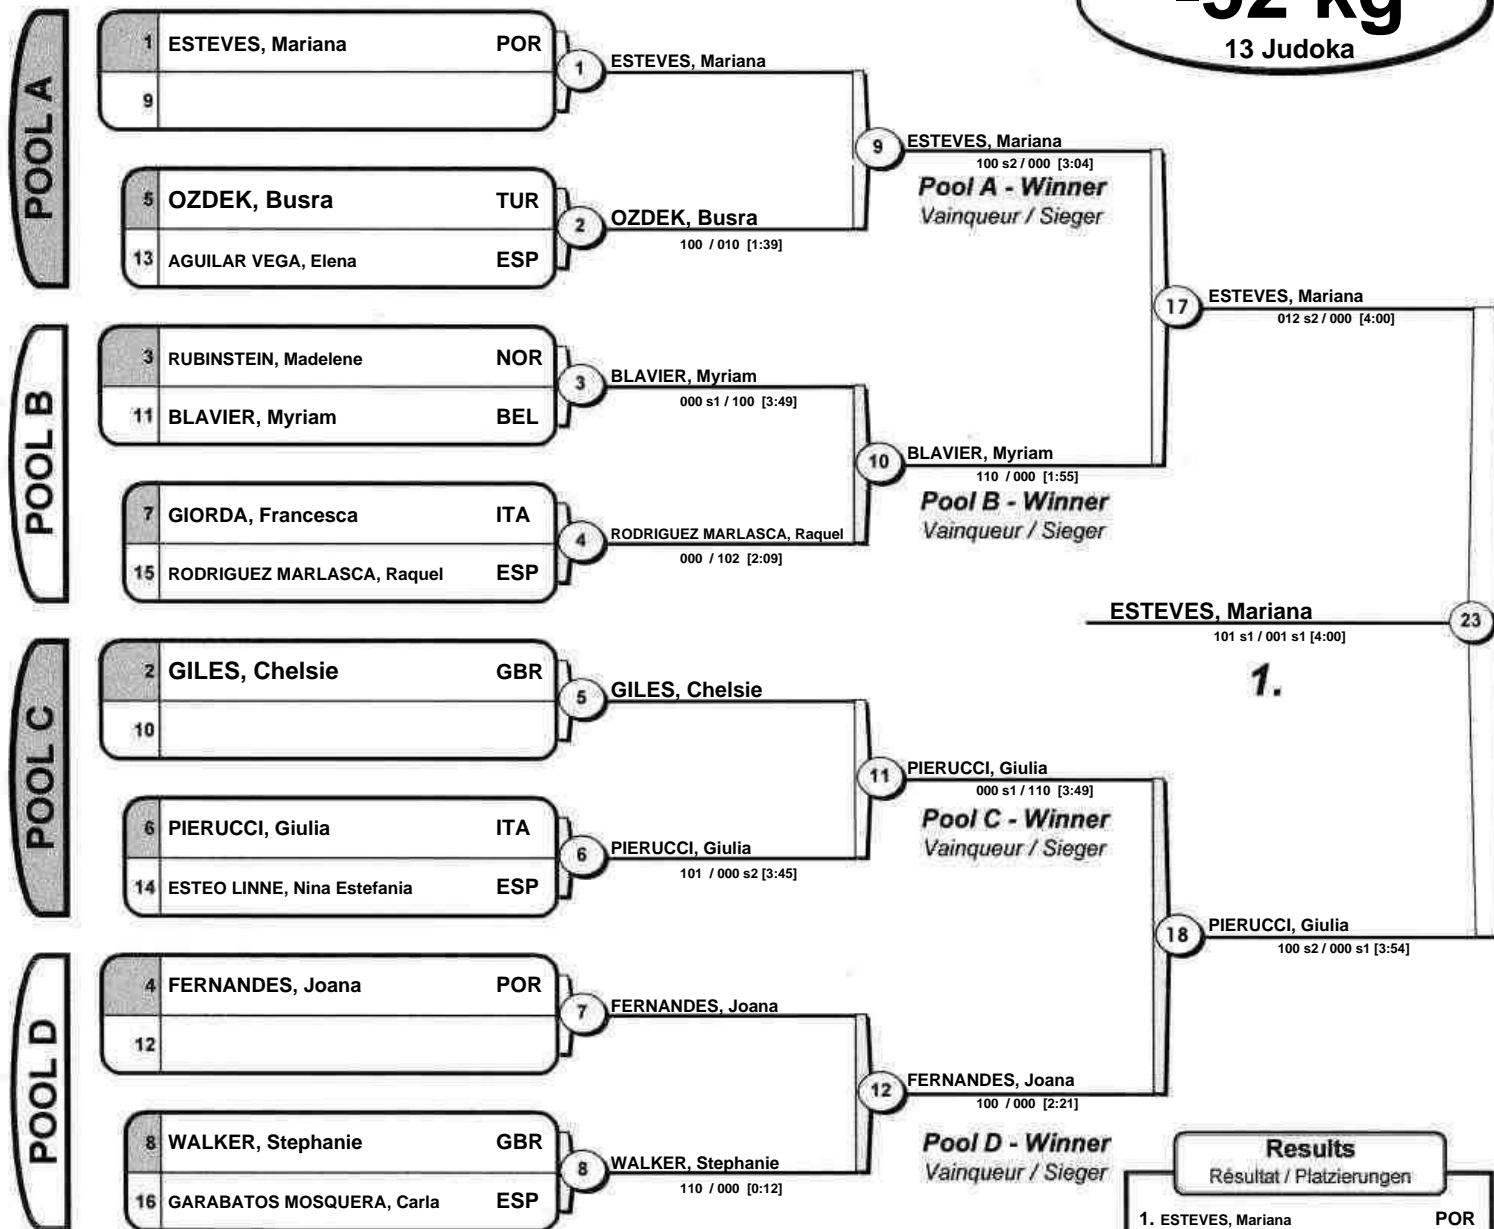 -52 kg
13 Judoka
POOL A
1 ESTEVES, Mariana POR
9
1 ESTEVES, Mariana
5 OZDEK, Busra TUR
13 AGUILAR VEGA, Elena ESP
2 OZDEK, Busra
100 / 010 [1:39]
9 ESTEVES, Mariana
100 s2 / 000 [3:04]
Pool A - Winner
Vainqueur / Sieger
POOL B
3 RUBINSTEIN, Madelene NOR
11 BLAVIER, Myriam BEL
3 BLAVIER, Myriam
000 s1 / 100 [3:49]
7 GIORDA, Francesca ITA
15 RODRIGUEZ MARLASCA, Raquel ESP
4 RODRIGUEZ MARLASCA, Raquel
000 / 102 [2:09]
10 BLAVIER, Myriam
110 / 000 [1:55]
Pool B - Winner
Vainqueur / Sieger
17 ESTEVES, Mariana
012 s2 / 000 [4:00]
ESTEVES, Mariana 23
101 s1 / 001 s1 [4:00]
1.
POOL C
2 GILES, Chelsie GBR
10
5 GILES, Chelsie
6 PIERUCCI, Giulia ITA
14 ESTEO LINNE, Nina Estefania ESP
6 PIERUCCI, Giulia
101 / 000 s2 [3:45]
11 PIERUCCI, Giulia
000 s1 / 110 [3:49]
Pool C - Winner
Vainqueur / Sieger
POOL D
4 FERNANDES, Joana POR
12
7 FERNANDES, Joana
8 WALKER, Stephanie GBR
16 GARABATOS MOSQUERA, Carla ESP
8 WALKER, Stephanie
110 / 000 [0:12]
12 FERNANDES, Joana
100 / 000 [2:21]
Pool D - Winner
Vainqueur / Sieger
18 PIERUCCI, Giulia
100 s2 / 000 s1 [3:54]
Results
Résultat / Platzierungen
1. ESTEVES, Mariana POR